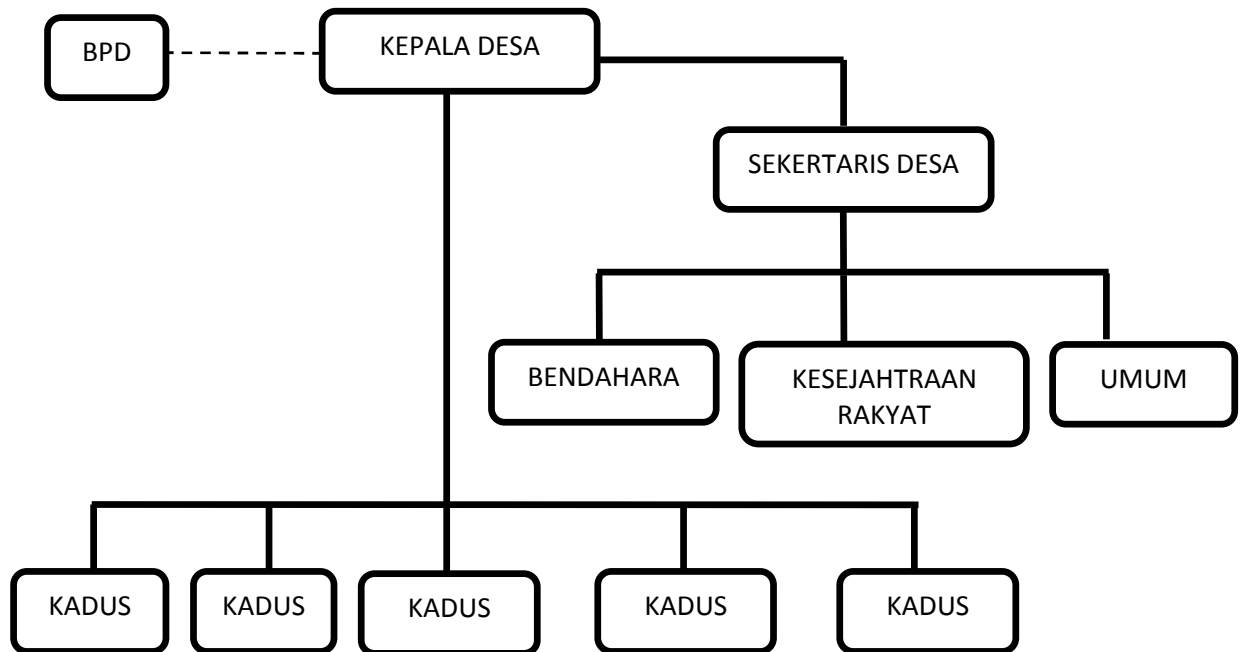 BPD
KEPALA DESA
SEKERTARIS DESA
BENDAHARA
KESEJAHTRAAN
RAKYAT
UMUM
KADUS
KADUS
KADUS
KADUS
KADUS